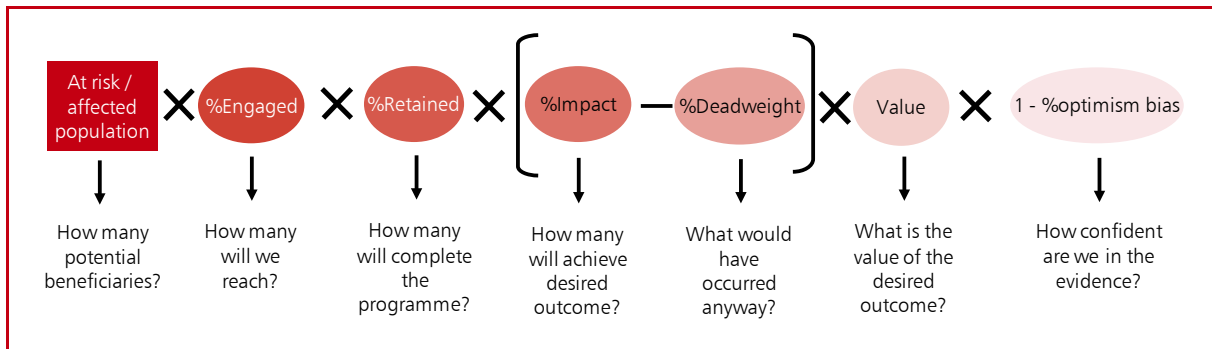 At risk /
affected
population
%Engaged
%Retained
%Impact
%Deadweight
Value
1 - %optimism bias
How many
potential
beneficiaries?
How many
will we
reach?
How many
will complete
the
programme?
How many
will achieve
desired
outcome?
What would
have
occurred
anyway?
What is the
value of the
desired
outcome?
How confident
are we in the
evidence?